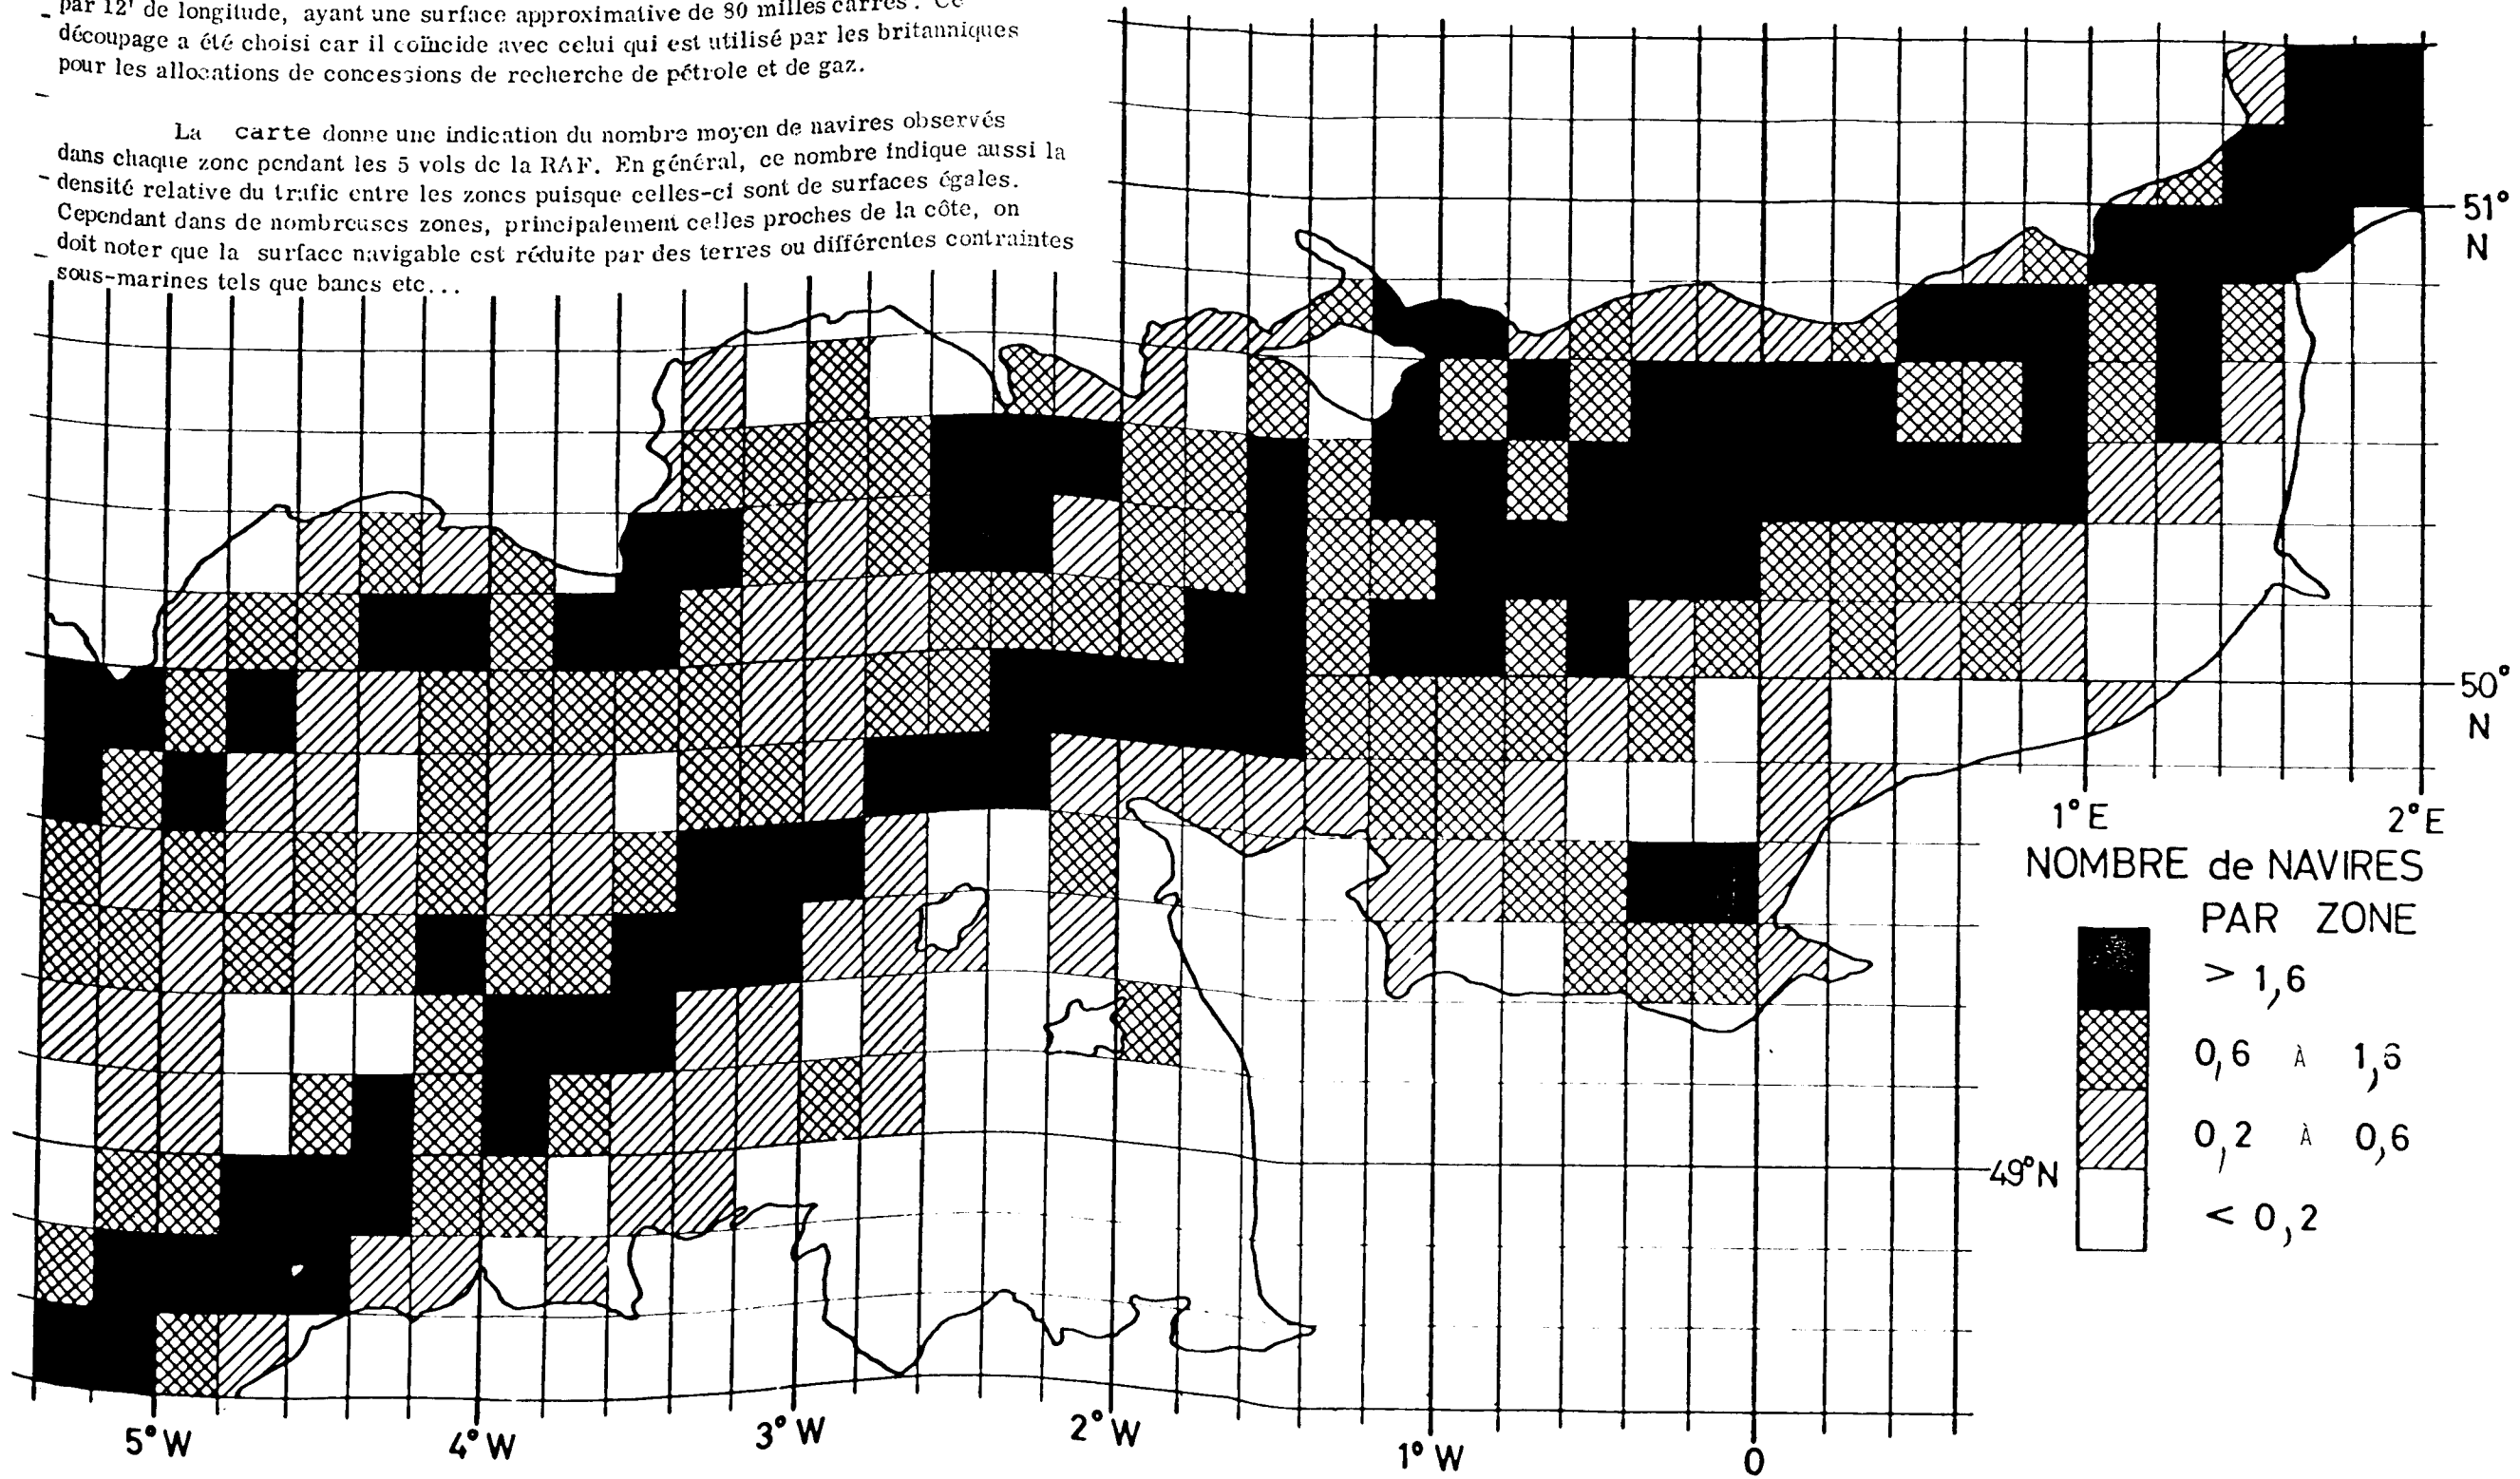 par 12' de longitude, ayant une surface approximative de 80 milles carrés. Ce
découpage a été choisi car il coïncide avec celui qui est utilisé par les britanniques
pour les allocations de concessions de recherche de pétrole et de gaz.
La carte donne une indication du nombre moyen de navires observés
dans chaque zone pendant les 5 vols de la RAF. En général, ce nombre indique aussi la
densité relative du trafic entre les zones puisque celles-ci sont de surfaces égales.
Cependant dans de nombreuses zones, principalement celles proches de la côte, on
doit noter que la surface navigable est réduite par des terres ou différentes contraintes
sous-marines tels que bancs etc...
51°
N
50°
N
1°E
2°E
NOMBRE de NAVIRES
PAR ZONE
> 1,6
0,6 À 1,6
0,2 À 0,6
< 0,2
49°N
5°W
4°W
3°W
2°W
1°W
0